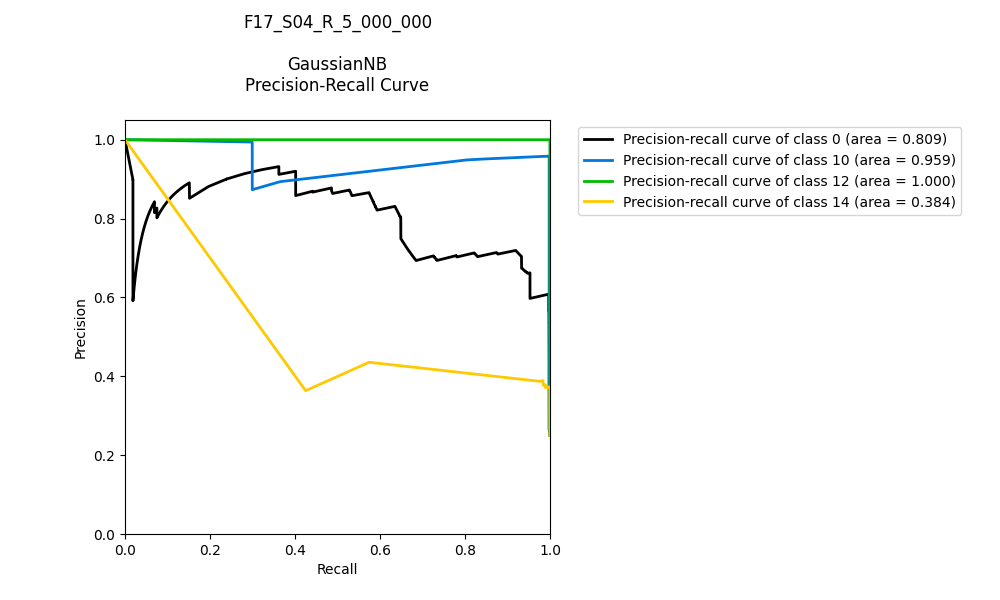 F17_S04_R_5_000_000
GaussianNB
Precision-Recall Curve
Precision-recall curve of class 0 (area = 0.809)
Precision-recall curve of class 10 (area = 0.959)
Precision-recall curve of class 12 (area = 1.000)
Precision-recall curve of class 14 (area = 0.384)
1.0
0.8
0.6
0.4
0.2
0.0
Precision
0.0 0.2 0.4 0.6 0.8 1.0
Recall